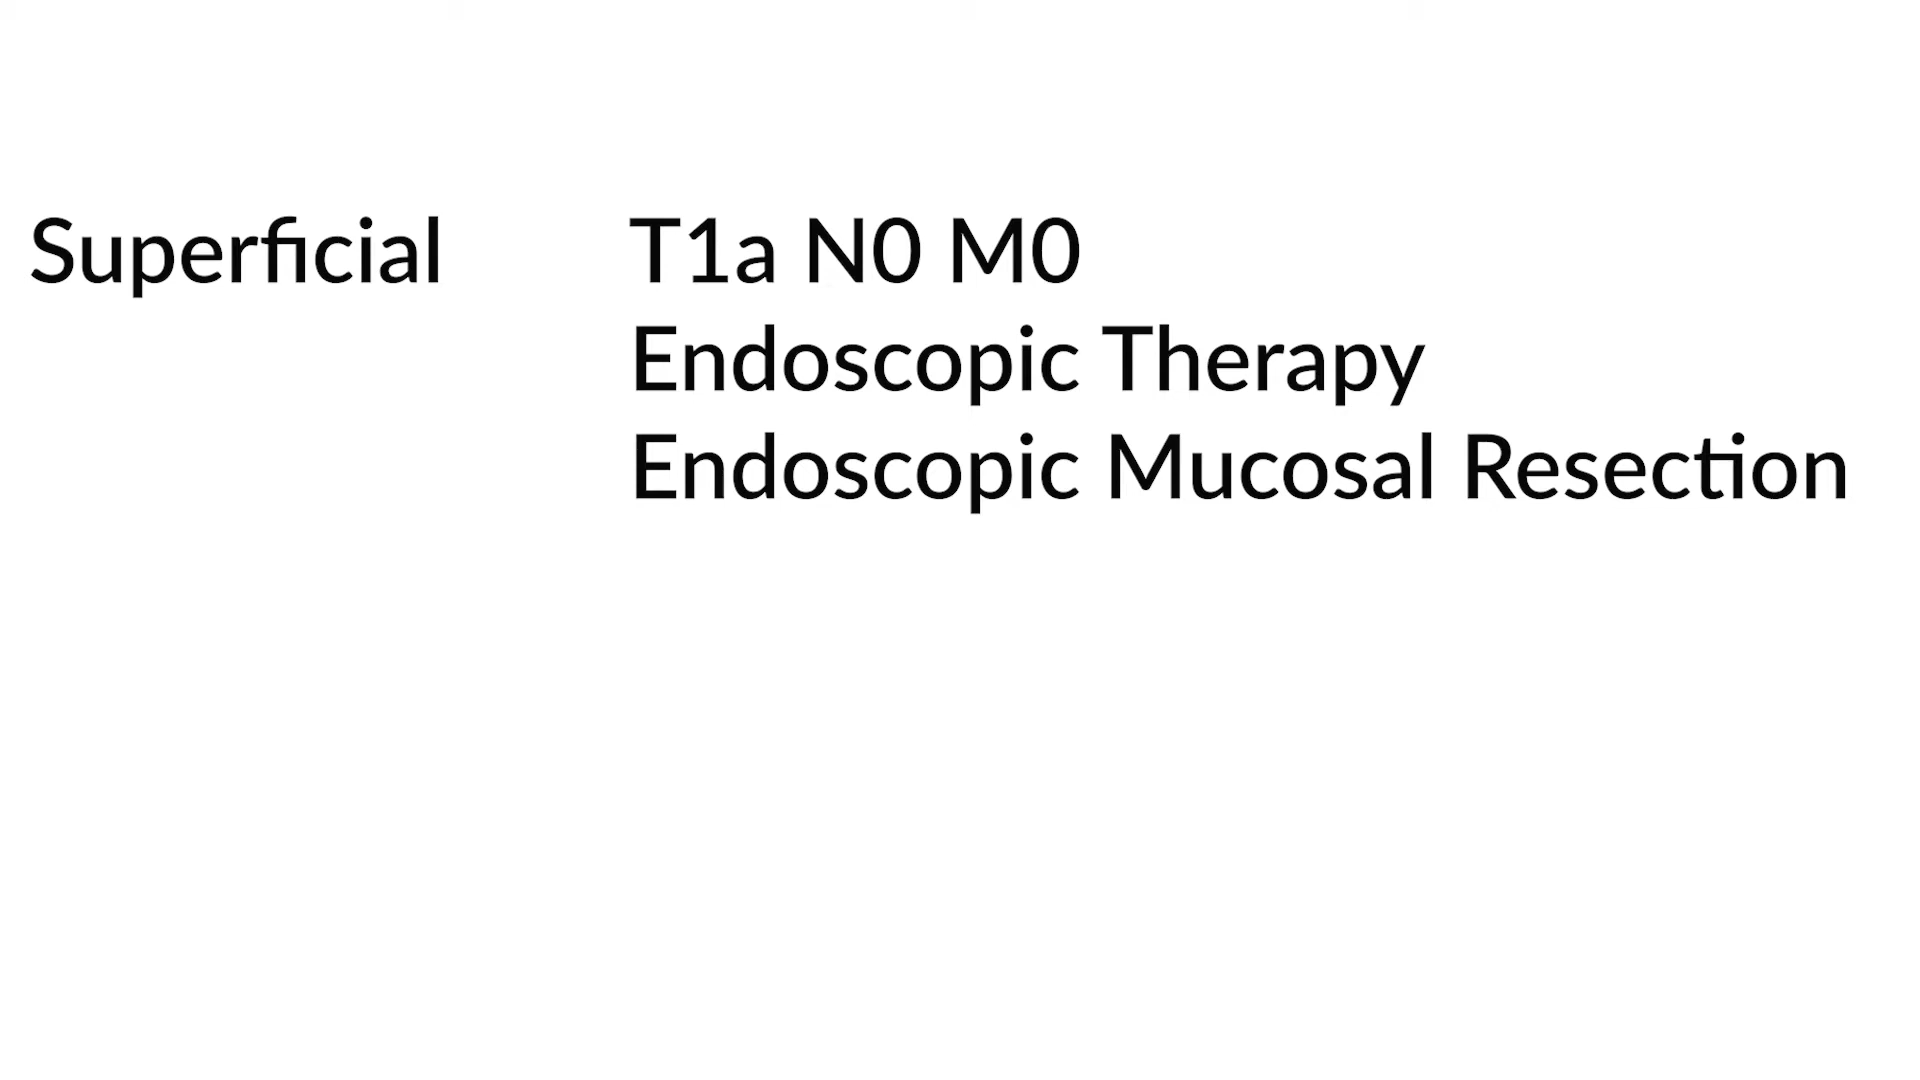 Superficial T1a N0 M0
Endoscopic Therapy
Endoscopic Mucosal Resection